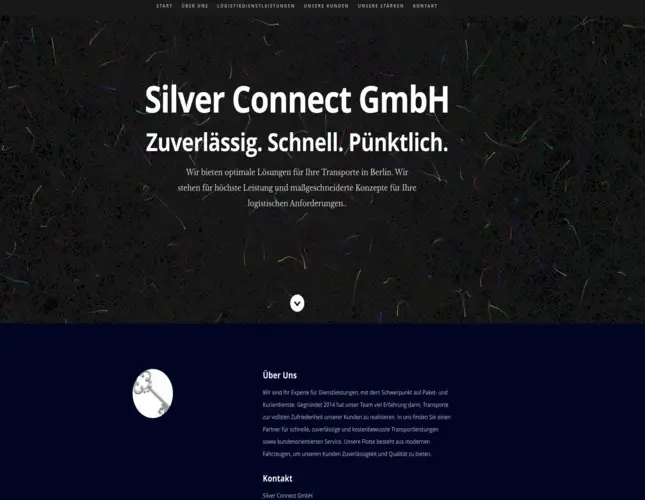 START ÜBER UNS LOGISTIKDIENSTLEISTUNGEN UNSERE KUNDEN UNSERE STÄRKEN KONTAKT
Silver Connect GmbH
Zuverlässig. Schnell. Pünktlich.
Wir bieten optimale Lösungen für Ihre Transporte in Berlin. Wir
stehen für höchste Leistung und maßgeschneiderte Konzepte für Ihre
logistischen Anforderungen..
Über Uns
Wir sind Ihr Experte für Dienstleistungen, mit dem Schwerpunkt auf Paket- und
Kurierdienste. Gegründet 2014 hat unser Team viel Erfahrung darin, Transporte
zur vollsten Zufriedenheit unserer Kunden zu realisieren. In uns finden Sie einen
Partner für schnelle, zuverlässige und kostenbewusste Transportleistungen
sowie kundenorientierten Service. Unsere Flotte besteht aus modernen
Fahrzeugen, um unseren Kunden Zuverlässigkeit und Qualität zu bieten.
Kontakt
Silver Connect GmbH